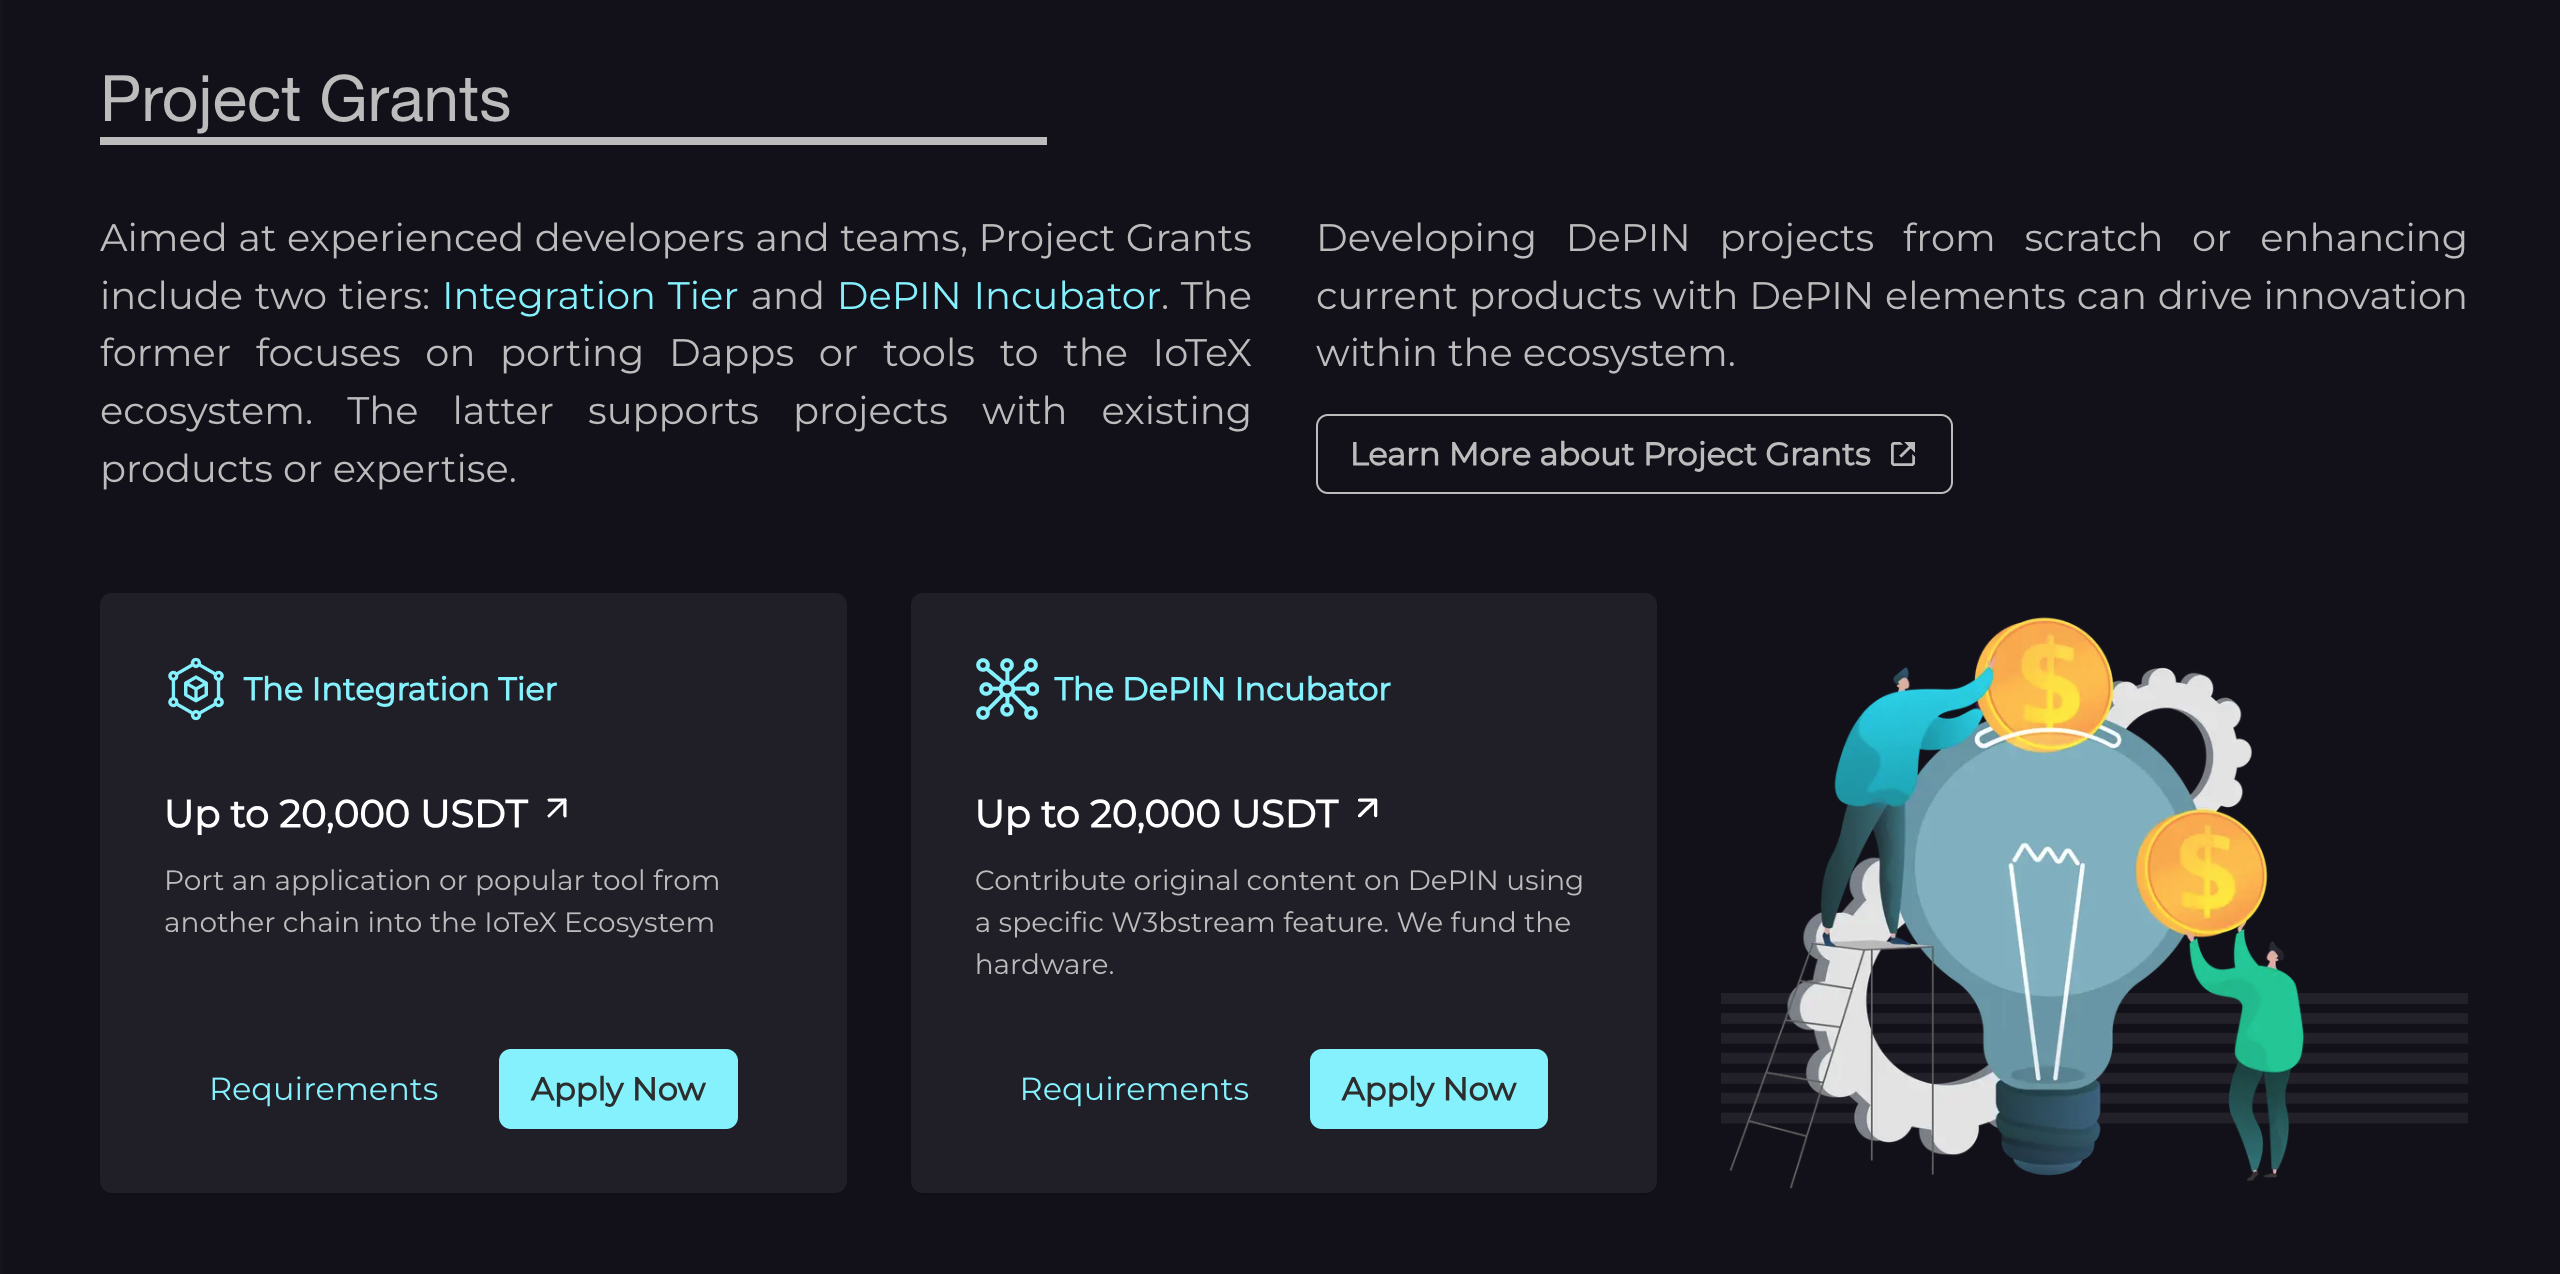 Project Grants
Aimed at experienced developers and teams, Project Grants
include two tiers: Integration Tier and DePIN Incubator. The
former focuses on porting Dapps or tools to the IoTeX
ecosystem. The latter supports projects with existing
products or expertise.
Developing DePIN projects from scratch or enhancing
current products with DePIN elements can drive innovation
within the ecosystem.
Learn More about Project Grants
The Integration Tier
Up to 20,000 USDT
Port an application or popular tool from
another chain into the IoTeX Ecosystem
Requirements
Apply Now
The DePIN Incubator
Up to 20,000 USDT
Contribute original content on DePIN using
a specific W3bstream feature. We fund the
hardware.
Requirements
Apply Now
$
$